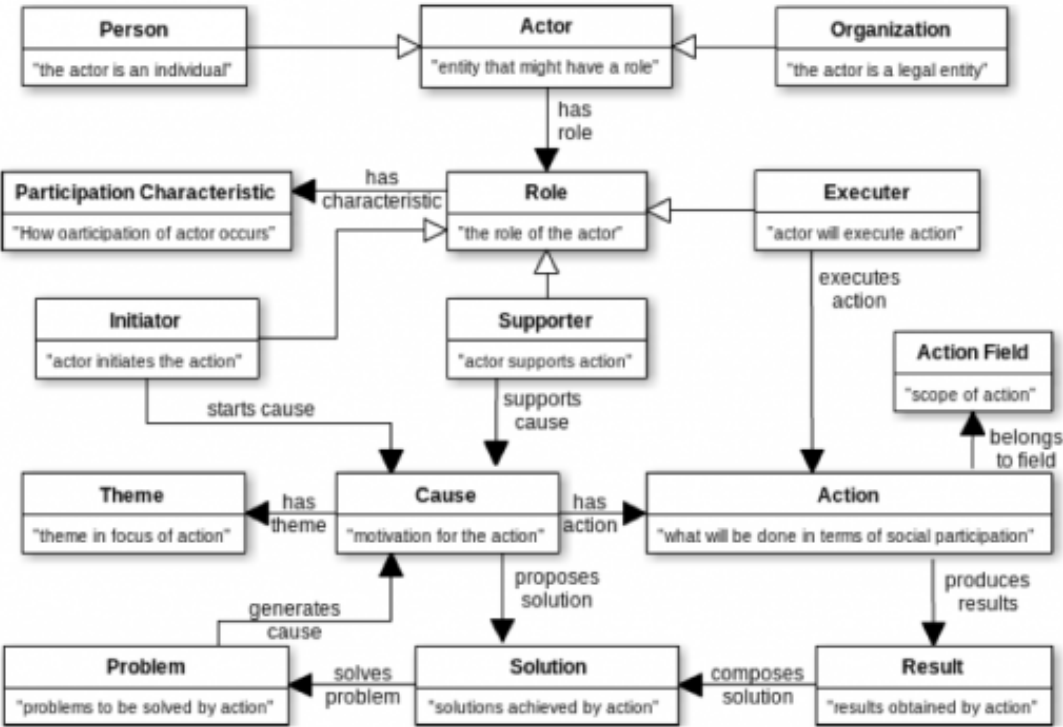 Person
"the actor is an individual"
Actor
"entity that might have a role"
Organization
"the actor is a legal entity"
has
role
Participation Characteristic
"How oarticipation of actor occurs"
has
characteristic
Role
"the role of the actor"
Executer
"actor will execute action"
executes
action
Initiator
"actor initiates the action"
Supporter
"actor supports action"
Action Field
"scope of action"
starts cause
supports
cause
belongs
to field
Theme
"theme in focus of action"
has
theme
Cause
"motivation for the action"
has
action
Action
"what will be done in terms of social participation"
proposes
solution
produces
results
generates
cause
Problem
"problems to be solved by action"
solves
problem
Solution
"solutions achieved by action"
composes
solution
Result
"results obtained by action"